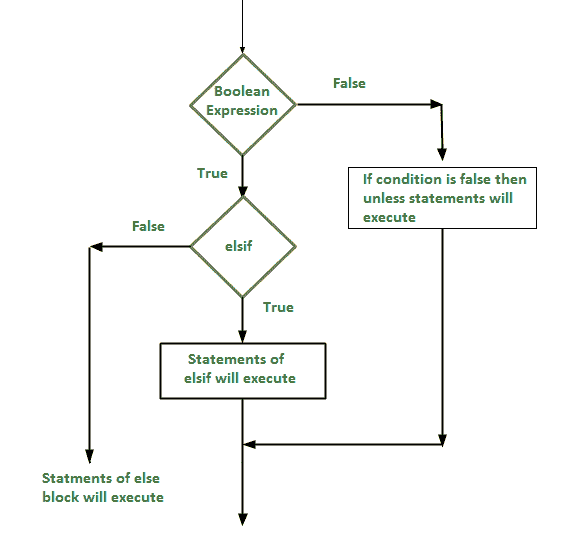 Boolean
Expression
False
True
If condition is false then
unless statements will
execute
False
elsif
True
Statements of
elsif will execute
Statments of else
block will execute